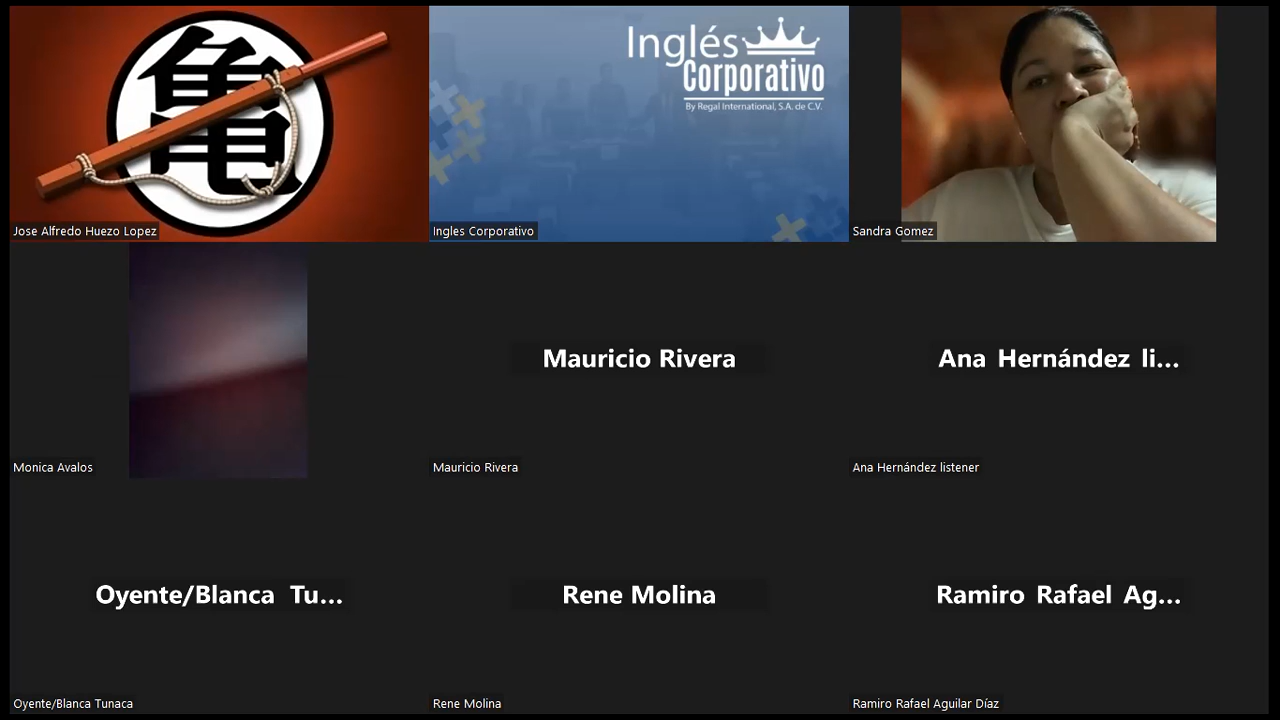 亀
Inglés
Corporativo
By Regal International, S.A. de C.V.
Jose Alfredo Huezo Lopez
Ingles Corporativo
Sandra Gomez
Mauricio Rivera
Ana Hernández li...
Monica Avalos
Mauricio Rivera
Ana Hernández listener
Oyente/Blanca Tu...
Rene Molina
Ramiro Rafael Ag...
Oyente/Blanca Tunaca
Rene Molina
Ramiro Rafael Aguilar Díaz